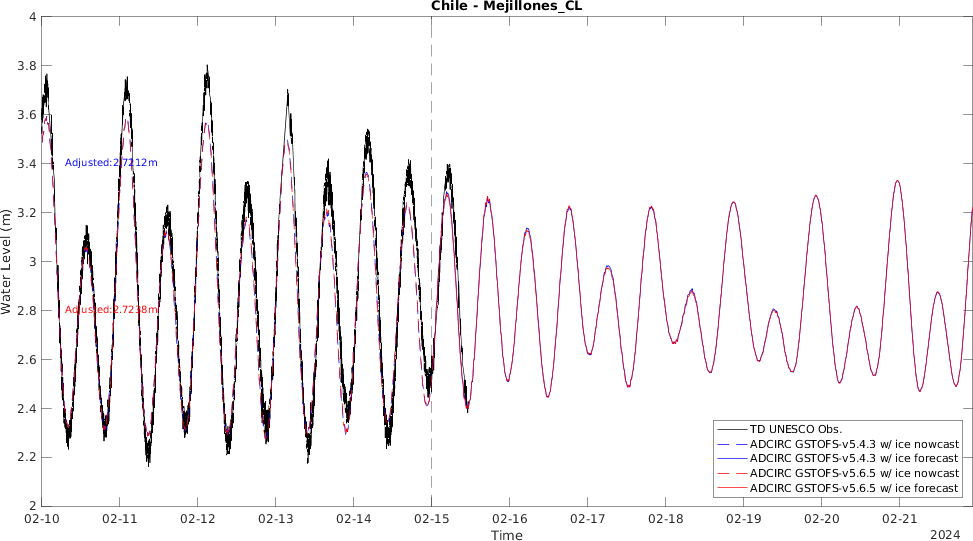 Chile - Mejillones_CL
4
3.8
3.6
3.4
3.2
3
2.8
2.6
2.4
2.2
2
Water Level (m)
Adjusted:2.7212m
Adjusted:2.7238m
TD UNESCO Obs.
ADCIRC GSTOFS-v5.4.3 w/ ice nowcast
ADCIRC GSTOFS-v5.4.3 w/ ice forecast
ADCIRC GSTOFS-v5.6.5 w/ ice nowcast
ADCIRC GSTOFS-v5.6.5 w/ ice forecast
02-10 02-11 02-12 02-13 02-14 02-15 02-16 02-17 02-18 02-19 02-20 02-21
Time
2024